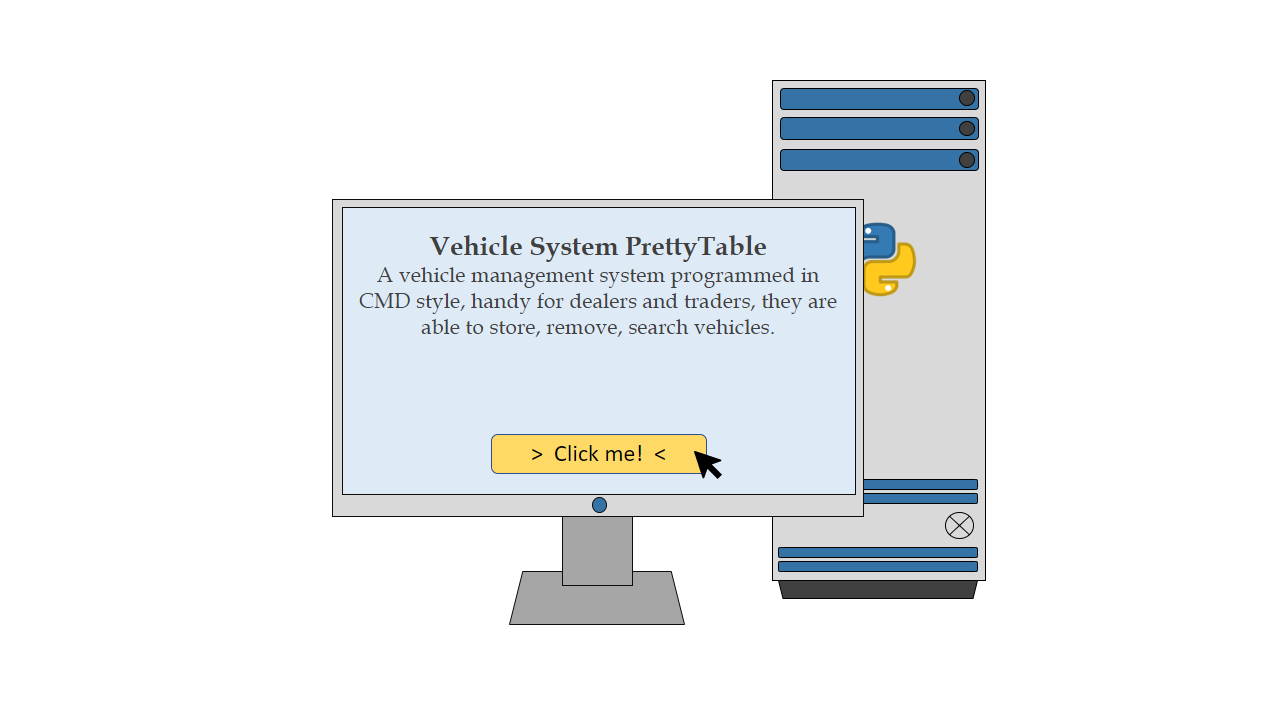 Vehicle System PrettyTable
A vehicle management system programmed in
CMD style, handy for dealers and traders, they are
able to store, remove, search vehicles.
> Click me! <